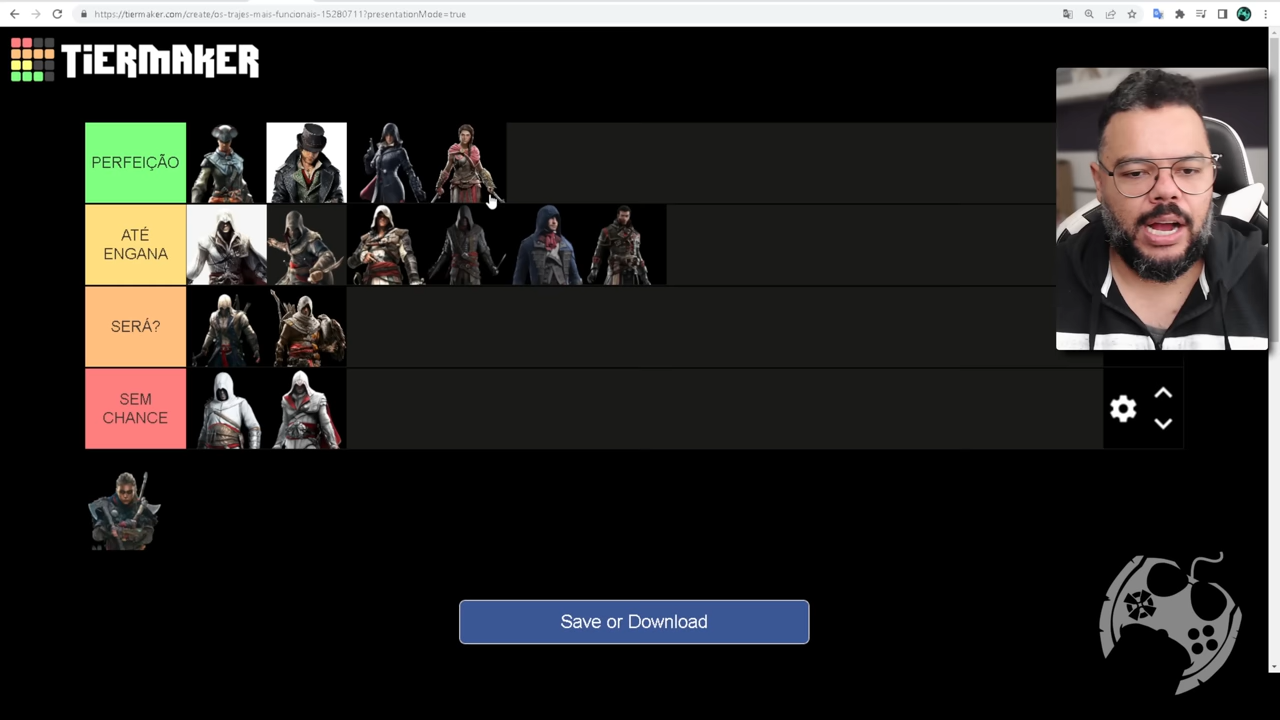 https://tiermaker.com/create/os-trajes-mais-funcionais-15280711?presentationMode=true
TiERMAKER
PERFEIÇÃO
ATÉ
ENGANA
SERÁ?
SEM
CHANCE
Save or Download